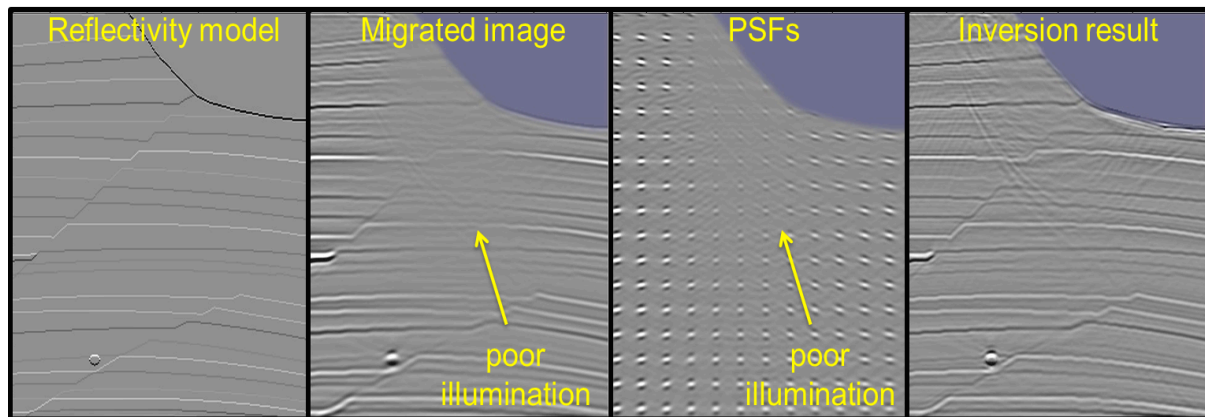 Reflectivity model
Migrated image
PSFs
Inversion result
poor
illumination
poor
illumination